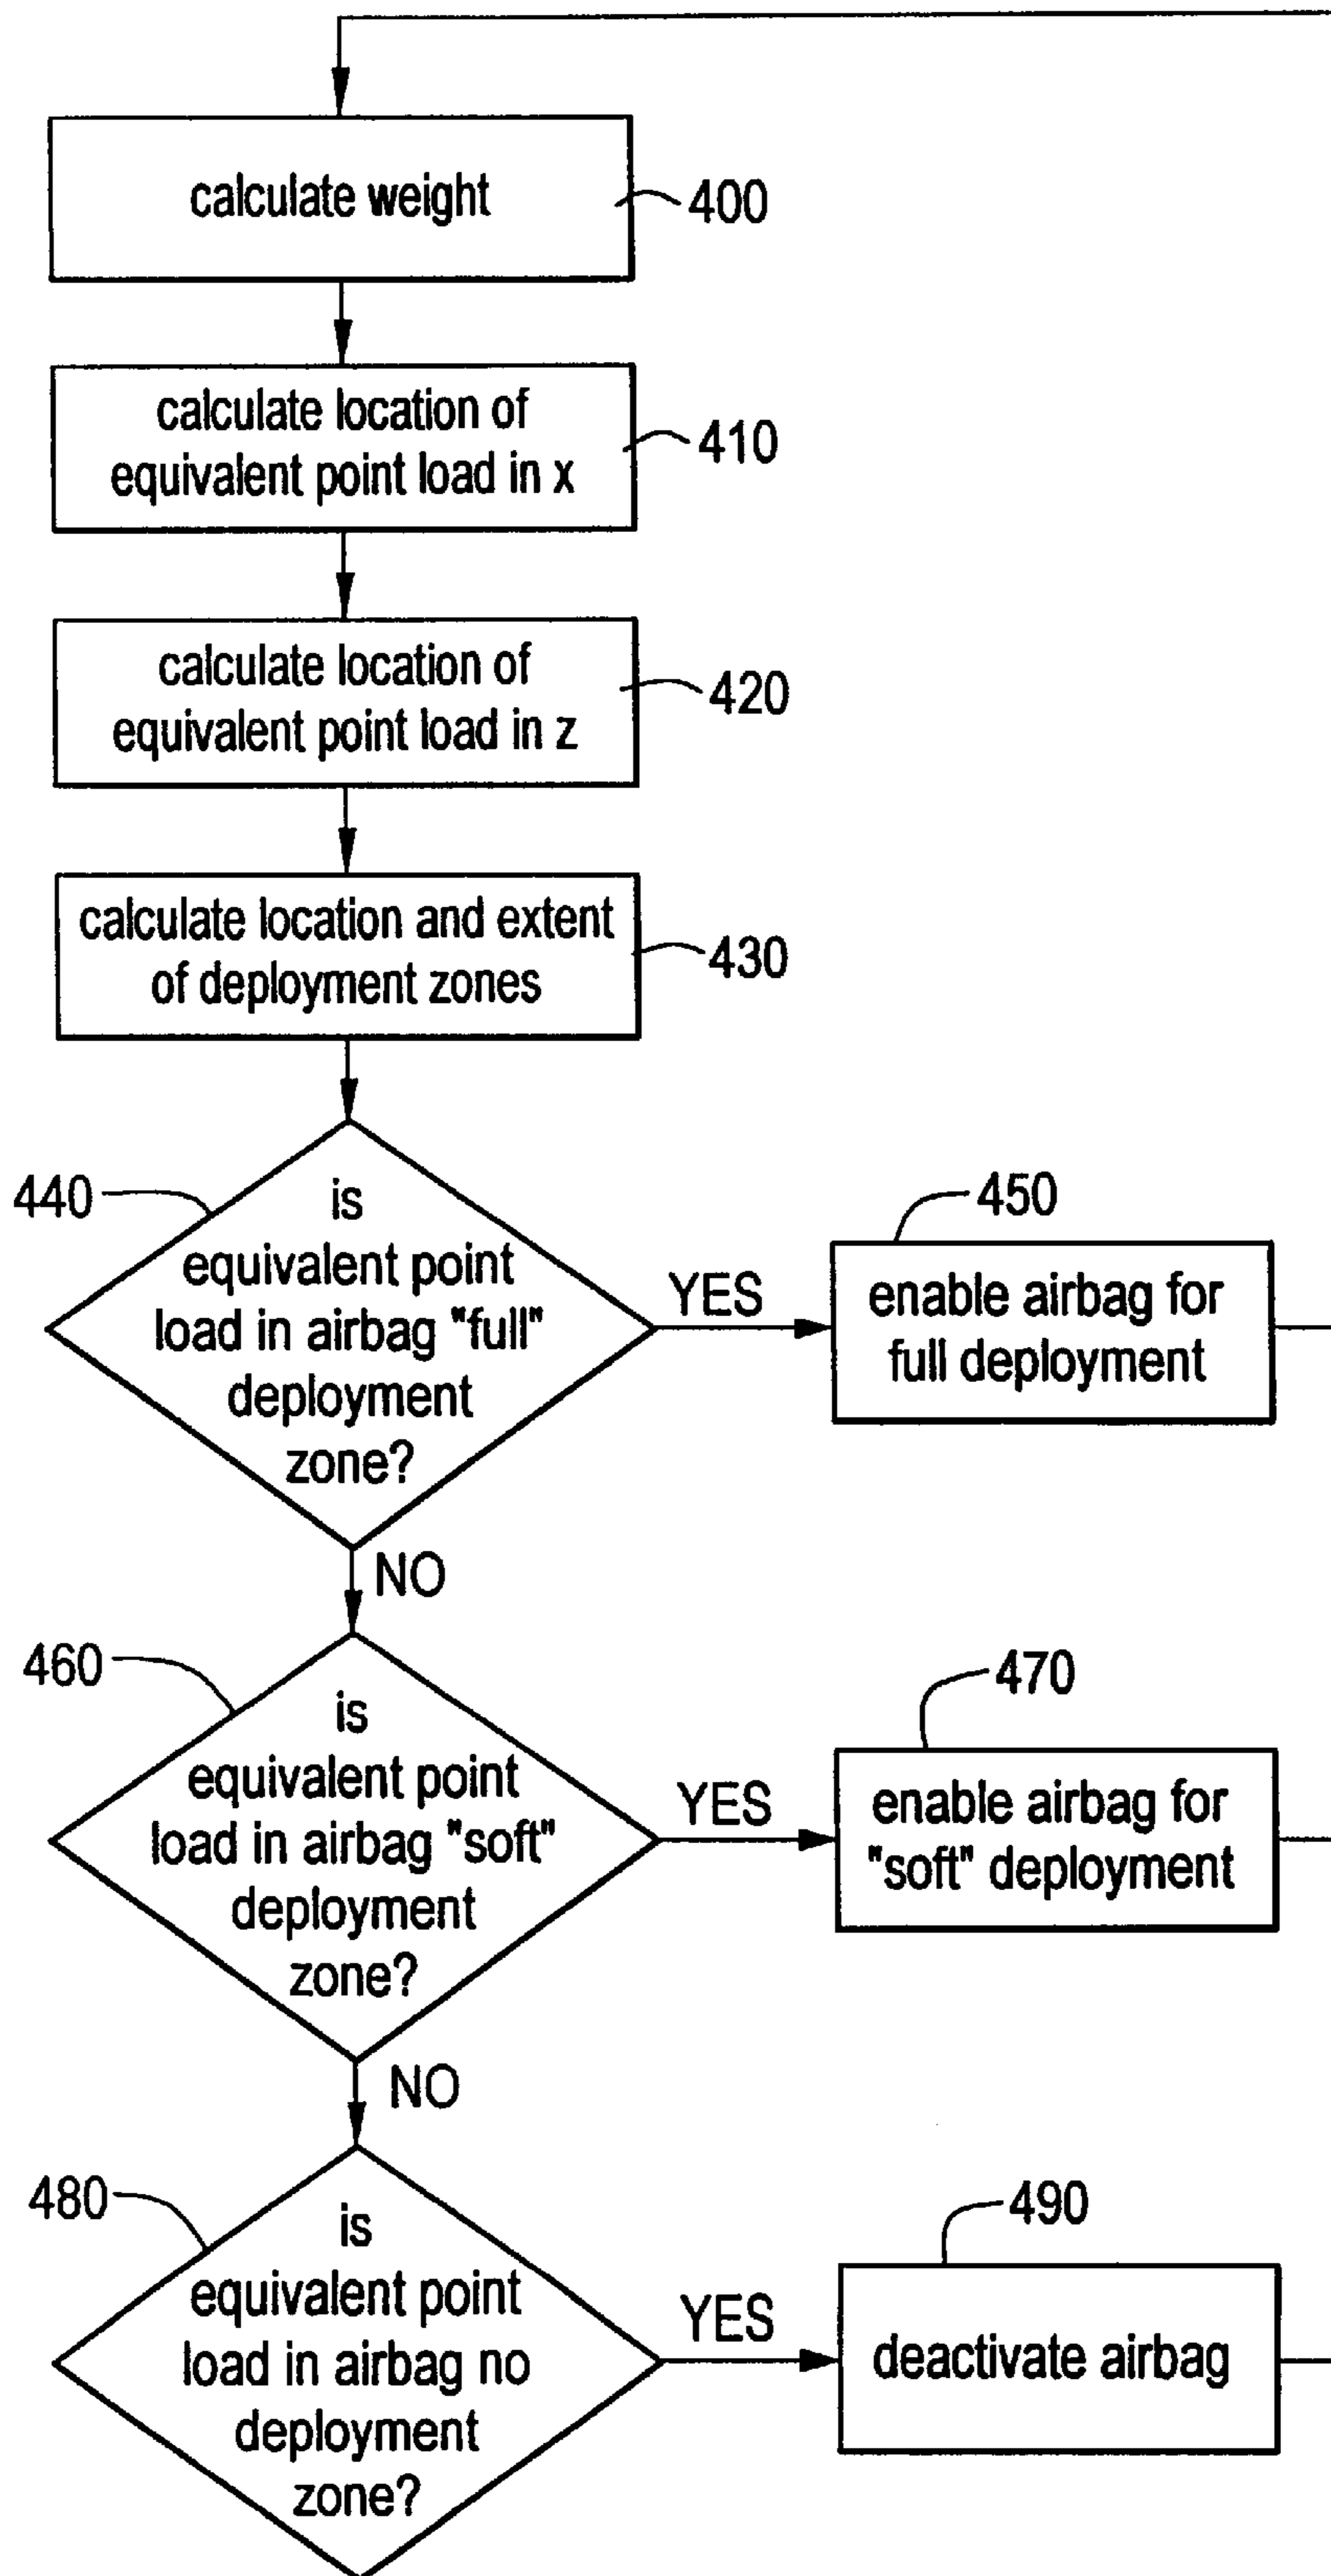 calculate weight
400
calculate location of
equivalent point load in x
410
calculate location of
equivalent point load in z
420
calculate location and extent
of deployment zones
430
440
is
equivalent point
load in airbag "full"
deployment
zone?
YES
450
enable airbag for
full deployment
NO
460
is
equivalent point
load in airbag "soft"
deployment
zone?
YES
470
enable airbag for
"soft" deployment
NO
480
is
equivalent point
load in airbag no
deployment
zone?
YES
490
deactivate airbag